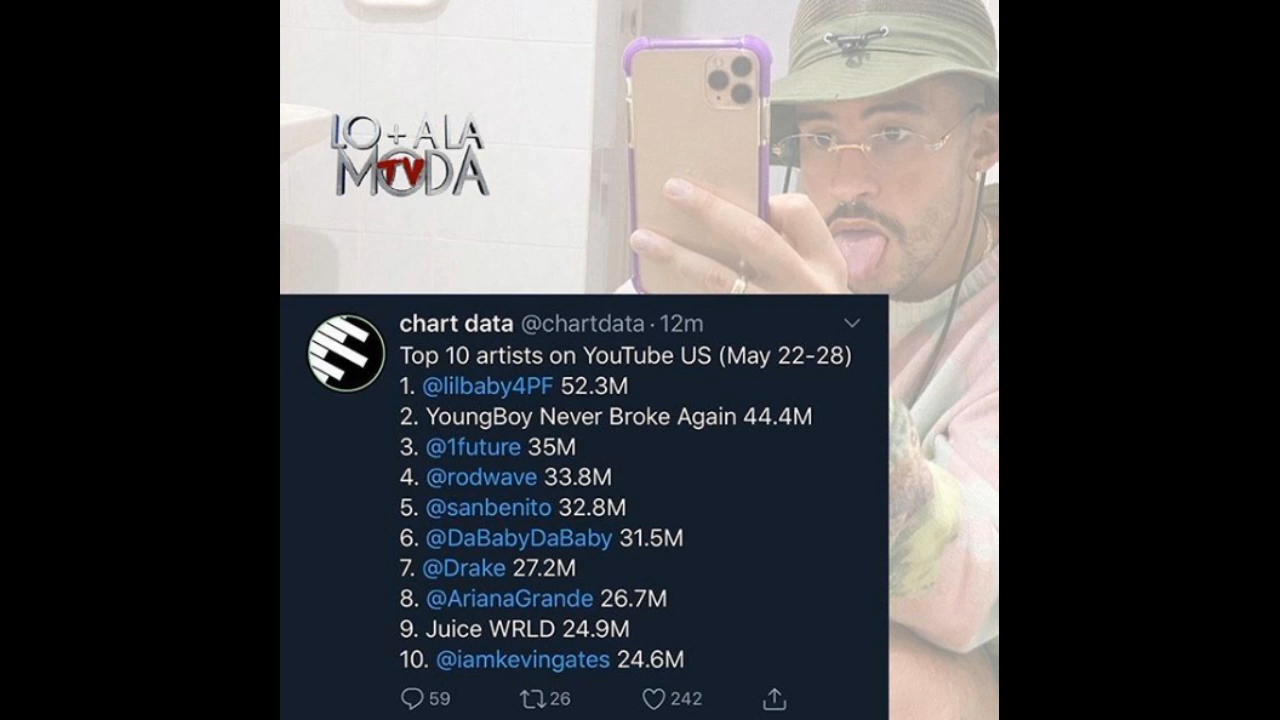 LO + A LA
MODA
TV
chart data @chartdata · 12m
Top 10 artists on YouTube US (May 22-28)
1. @lilbaby4PF 52.3M
2. YoungBoy Never Broke Again 44.4M
3. @1future 35M
4. @rodwave 33.8M
5. @sanbenito 32.8M
6. @DaBabyDaBaby 31.5M
7. @Drake 27.2M
8. @ArianaGrande 26.7M
9. Juice WRLD 24.9M
10. @iamkevingates 24.6M
59 26 242